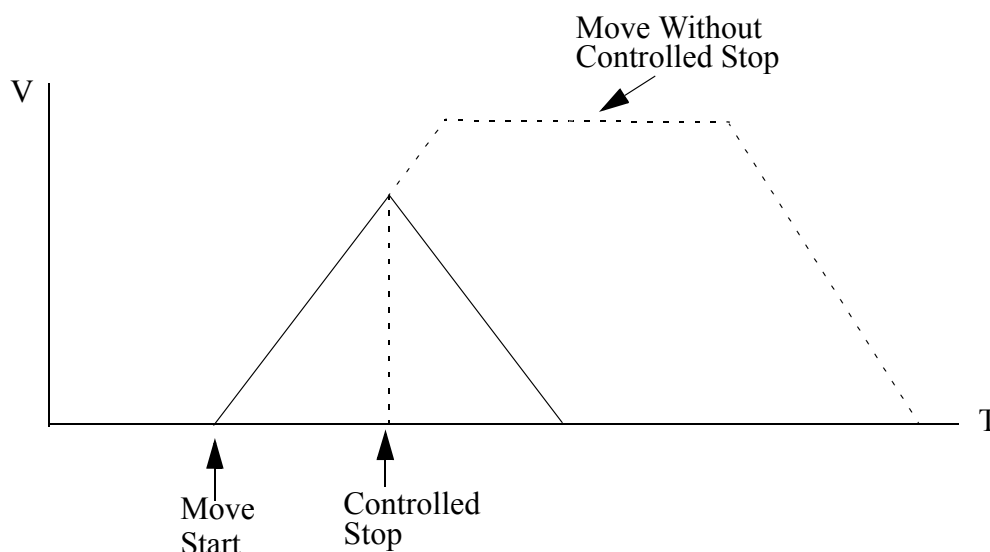 Move Without
Controlled Stop
V
T
Move
Start
Controlled
Stop